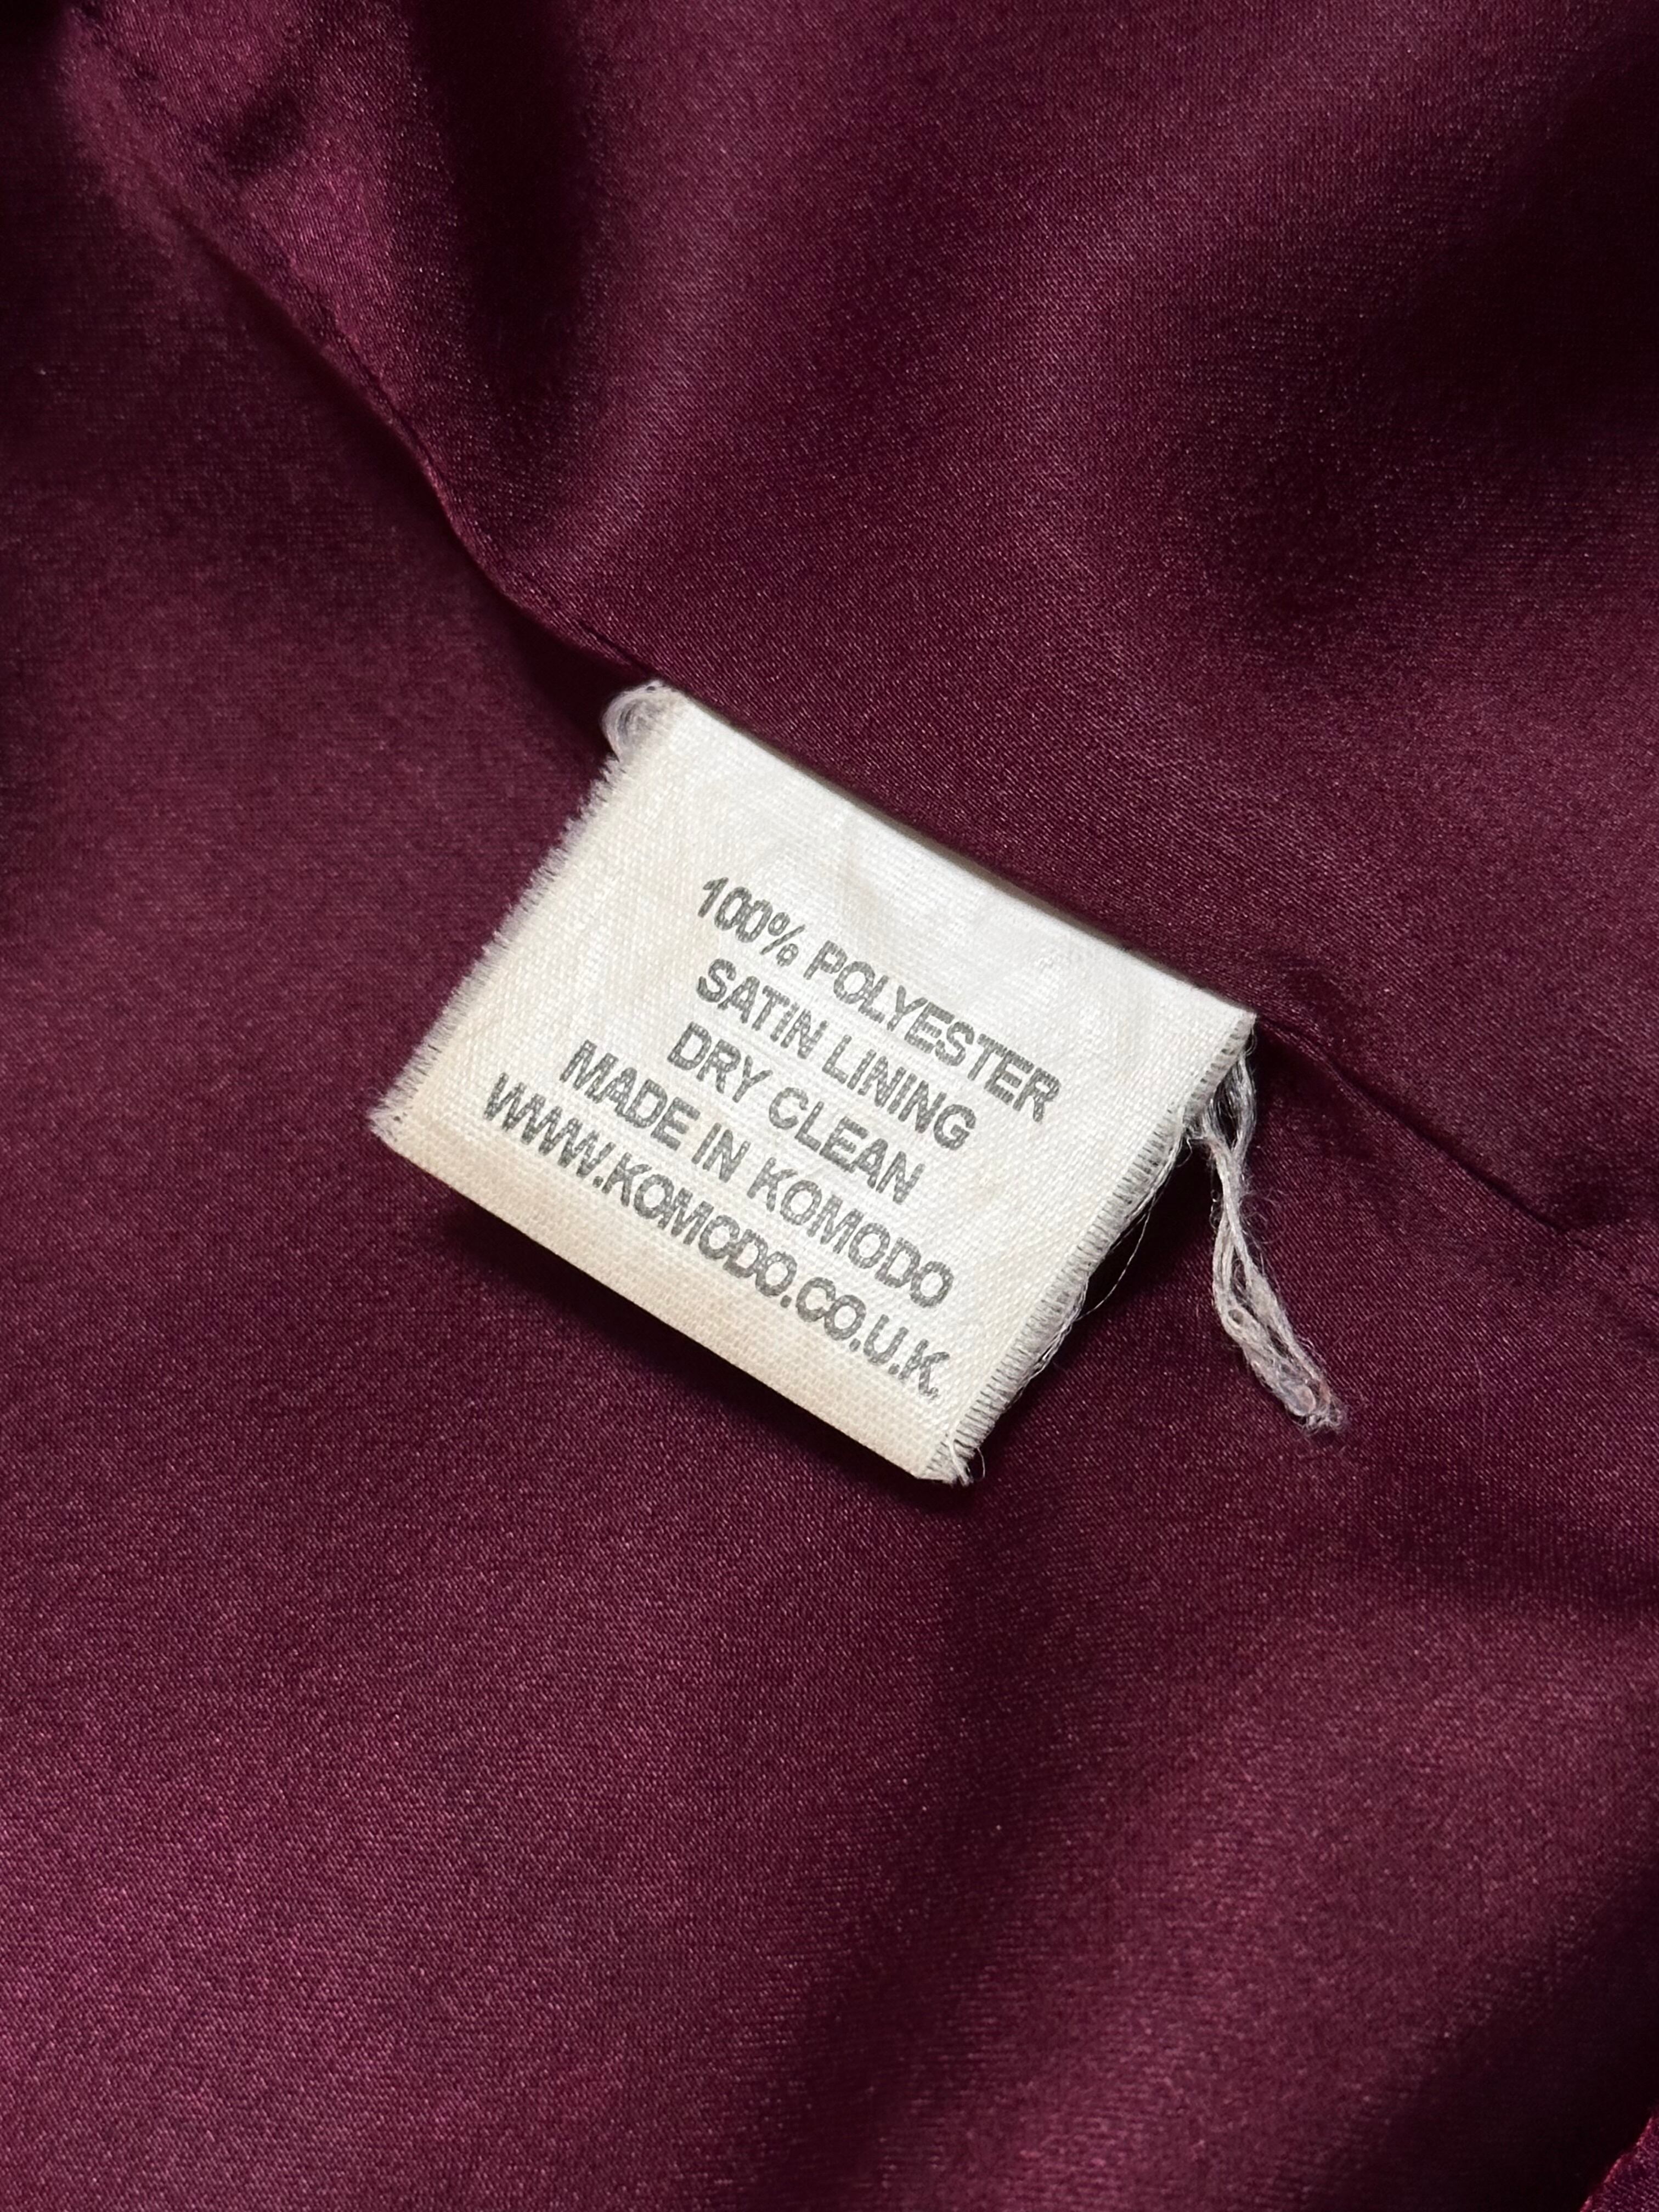 100% POLYESTER
SATIN LINING
DRY CLEAN
MADE IN KOMODO
WWW.KOMODO.CO.U.K